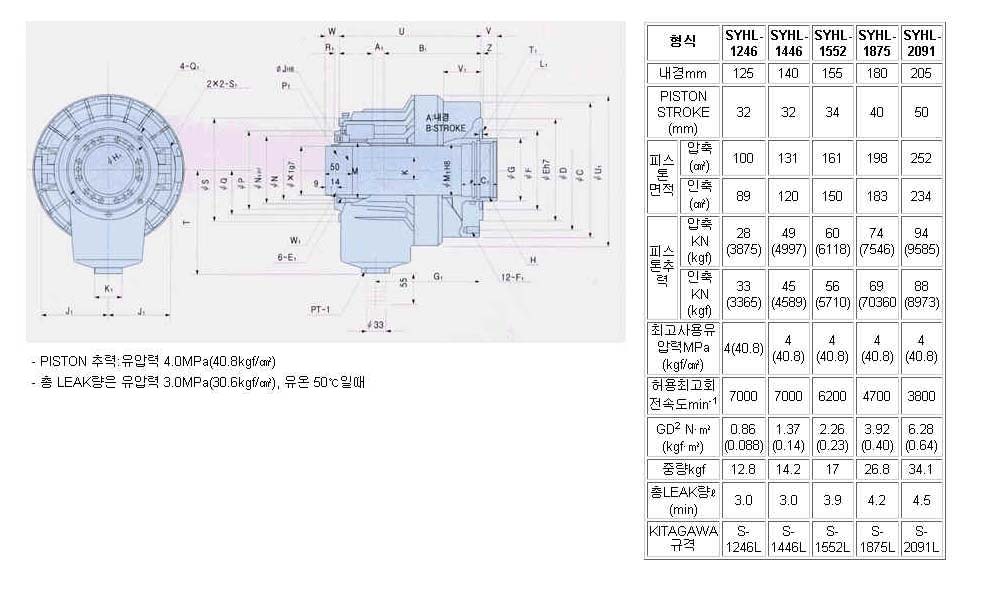 W U V
R₁ A₁ B₁ Z T₁
4-Q₁ φJH8 V₁ L₁
2×2-S₁ P₁
A:내경
B:STROKE
φH₁
φS φQ φP φN φX1g7 50 M K φM1H8 φG φF φEh7 φD φC φU₁
9 14
T
W₁
6-E₁ H
G₁ 12-F₁
K₁ 55
PT-1
J₁ J₁ φ33
- PISTON 추력:유압력 4.0MPa(40.8kgf/㎠)
- 총 LEAK량은 유압력 3.0MPa(30.6kgf/㎠), 유온 50℃일때
형식 SYHL-1246 SYHL-1446 SYHL-1552 SYHL-1875 SYHL-2091
내경mm 125 140 155 180 205
PISTON STROKE (mm) 32 32 34 40 50
피스톤면적 압축 (㎠) 100 131 161 198 252
인축 (㎠) 89 120 150 183 234
피스톤추력 압축 KN (kgf) 28 (3875) 49 (4997) 60 (6118) 74 (7546) 94 (9585)
인축 KN (kgf) 33 (3365) 45 (4589) 56 (5710) 69 (70360 88 (8973)
최고사용유압력MPa (kgf/㎠) 4(40.8) 4 (40.8) 4 (40.8) 4 (40.8) 4 (40.8)
허용최고회전속도min-1 7000 7000 6200 4700 3800
GD2 N·㎡ (kgf·㎡) 0.86 (0.088) 1.37 (0.14) 2.26 (0.23) 3.92 (0.40) 6.28 (0.64)
중량kgf 12.8 14.2 17 26.8 34.1
총LEAK량ℓ (min) 3.0 3.0 3.9 4.2 4.5
KITAGAWA 규격 S-1246L S-1446L S-1552L S-1875L S-2091L